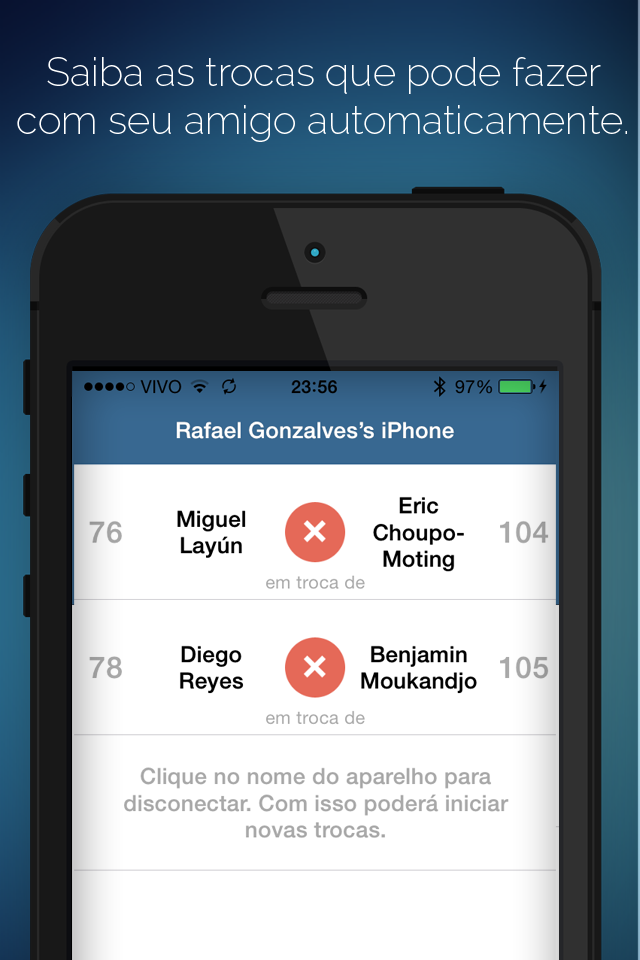 Saiba as trocas que pode fazer
com seu amigo automaticamente.
VIVO 23:56 97%
Rafael Gonzalves's iPhone
76 Miguel Layún Eric Choupo-Moting 104
em troca de
78 Diego Reyes Benjamin Moukandjo 105
em troca de
Clique no nome do aparelho para
disconectar. Com isso poderá iniciar
novas trocas.